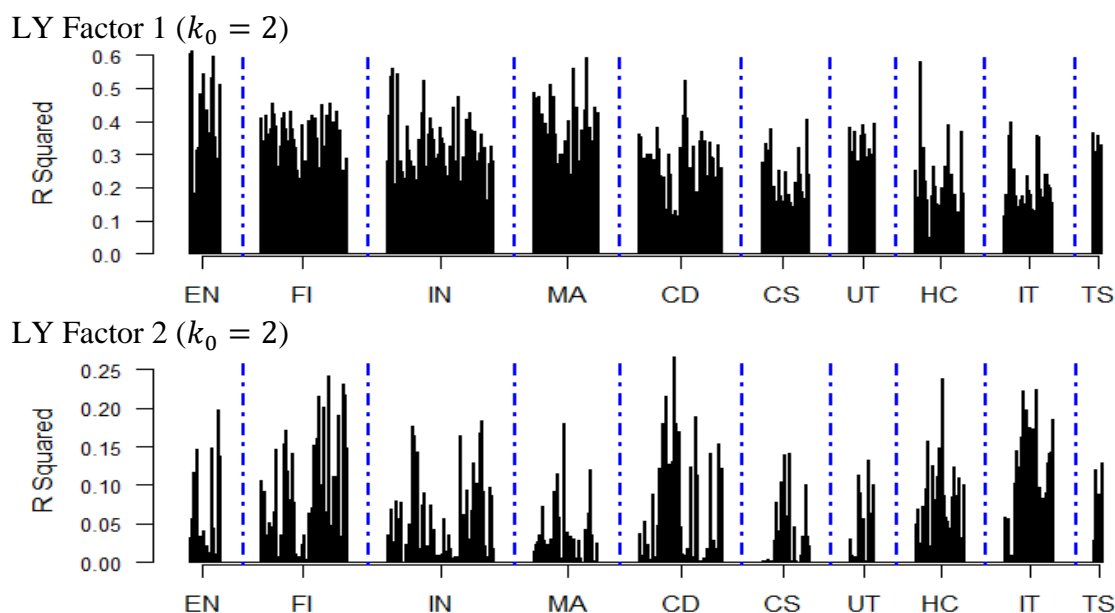 LY Factor 1 (𝑘₀ = 2)
R Squared
0.6
0.5
0.4
0.3
0.2
0.1
0.0
EN FI IN MA CD CS UT HC IT TS
LY Factor 2 (𝑘₀ = 2)
R Squared
0.25
0.20
0.15
0.10
0.05
0.00
EN FI IN MA CD CS UT HC IT TS